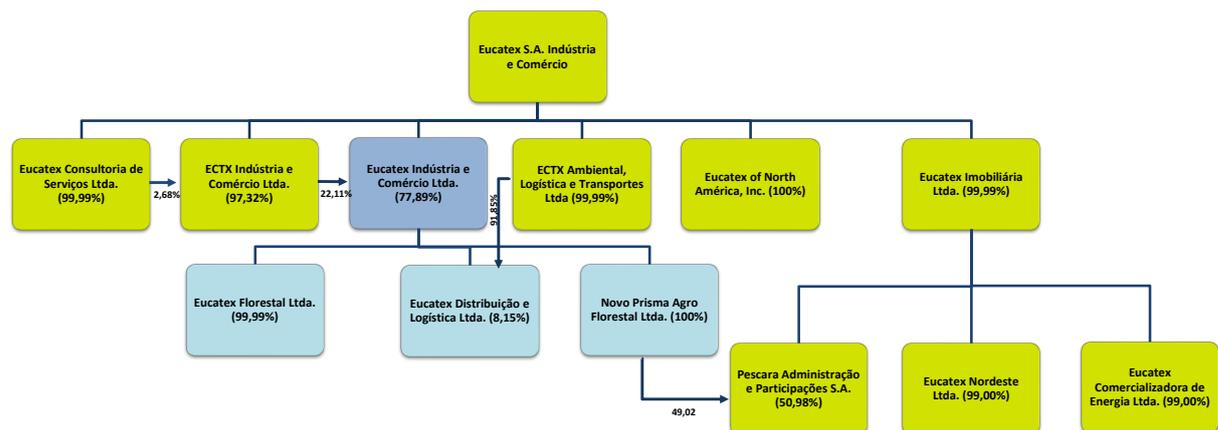 Eucatex S.A. Indústria
e Comércio
Eucatex Consultoria de
Serviços Ltda.
(99,99%)
2,68%
ECTX Indústria e
Comércio Ltda.
(97,32%)
22,11%
Eucatex Indústria e
Comércio Ltda.
(77,89%)
ECTX Ambiental,
Logística e Transportes
Ltda (99,99%)
91,85%
Eucatex of North
América, Inc. (100%)
Eucatex Imobiliária
Ltda. (99,99%)
Eucatex Florestal Ltda.
(99,99%)
Eucatex Distribuição e
Logística Ltda. (8,15%)
Novo Prisma Agro
Florestal Ltda. (100%)
49,02
Pescara Administração
e Participações S.A.
(50,98%)
Eucatex Nordeste
Ltda. (99,00%)
Eucatex
Comercializadora de
Energia Ltda. (99,00%)